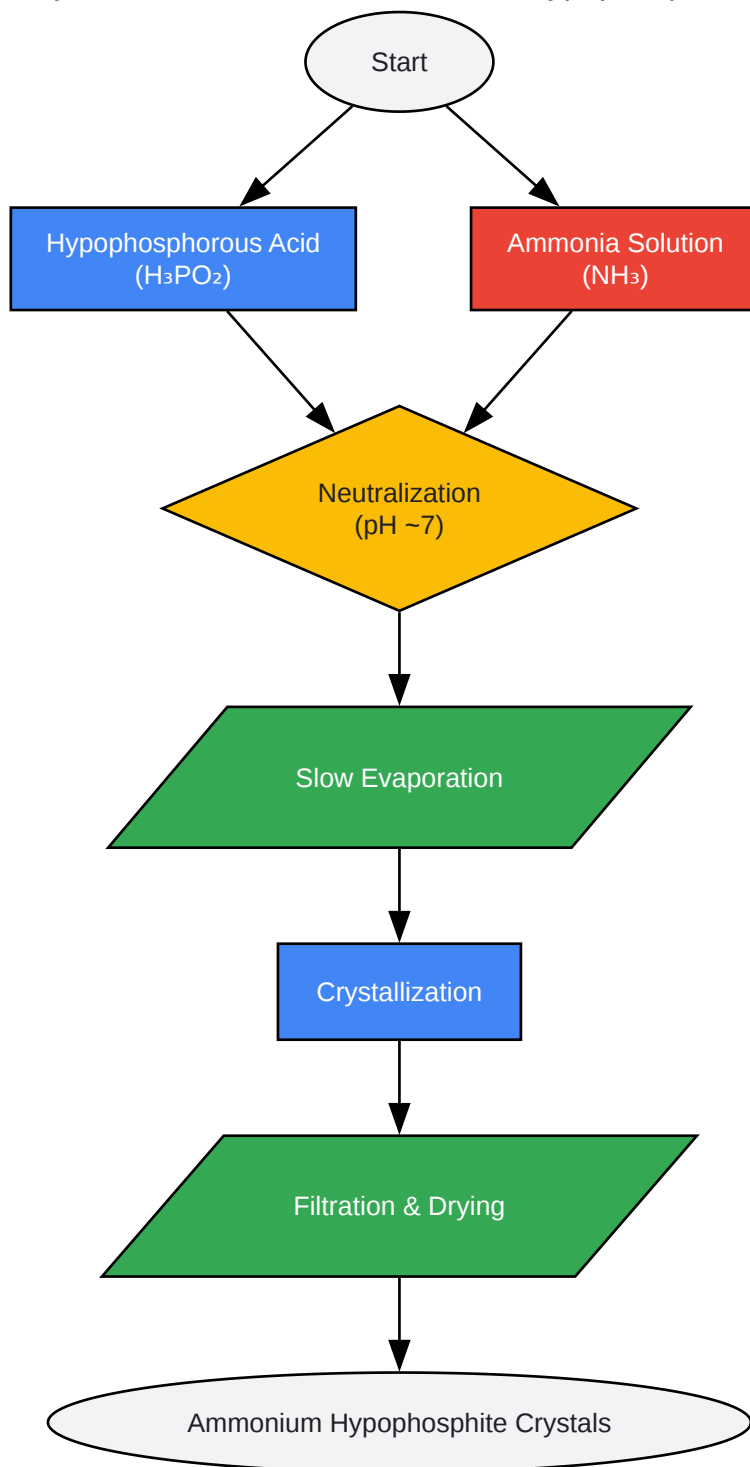 Start
Hypophosphorous Acid
(H₃PO₂)
Ammonia Solution
(NH₃)
Neutralization
(pH ~7)
Slow Evaporation
Crystallization
Filtration & Drying
Ammonium Hypophosphite Crystals